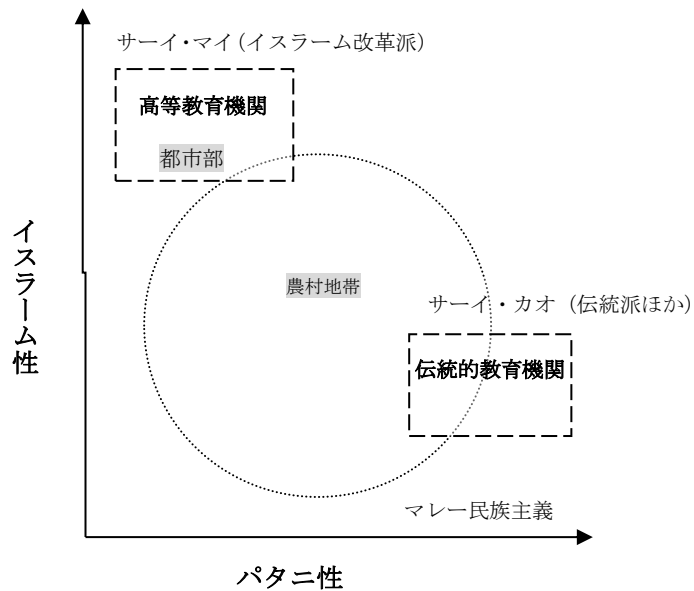 サーイ・マイ（イスラーム改革派）
高等教育機関
都市部
イスラーム性
農村地帯
サーイ・カオ（伝統派ほか）
伝統的教育機関
マレー民族主義
パタニ性